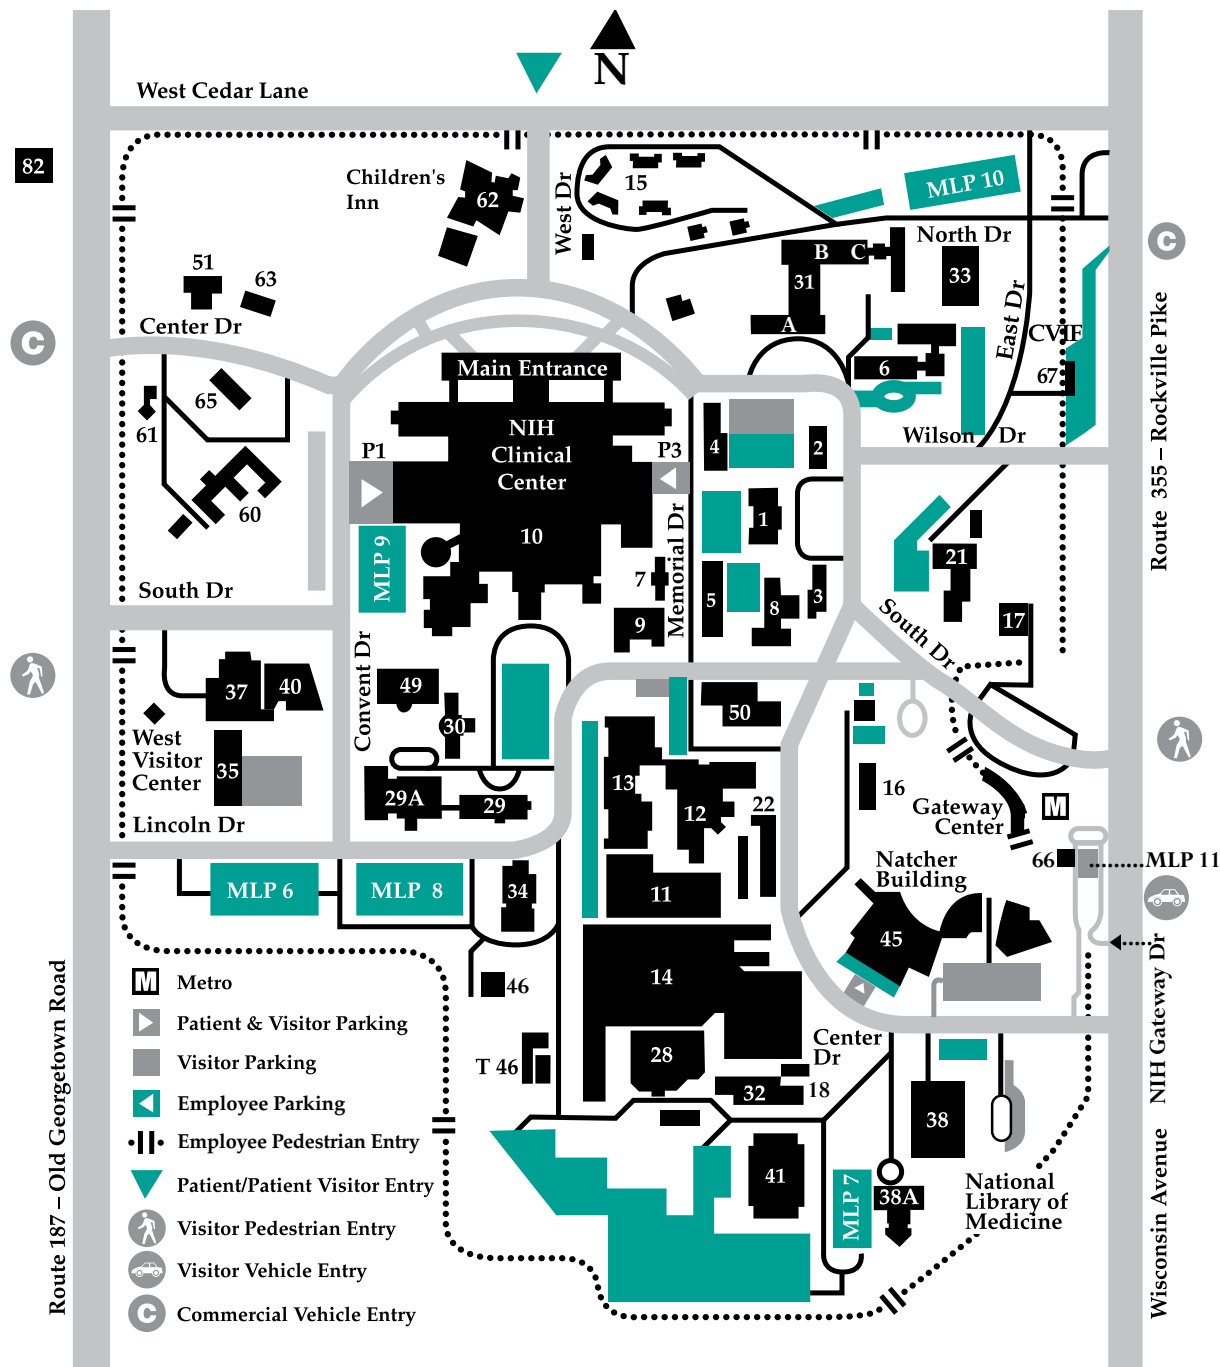 N
West Cedar Lane
82
Children's
Inn
62
West Dr
15
MLP 10
C
51
63
B C
31
A
North Dr
33
East Dr
CVIF
67
Center Dr
C
65
61
Main Entrance
6
Route 355 – Rockville Pike
NIH
Clinical
Center
10
P1
P3
4
2
Wilson Dr
60
MLP 9
1
Memorial Dr
7
5
8
3
9
21
17
South Dr
South Dr
37
40
49
30
Convent Dr
50
West
Visitor
Center
35
13
12
22
16
Gateway
Center
M
29A
29
Lincoln Dr
66
MLP 11
Natcher
Building
MLP 6
MLP 8
34
11
45
14
46
NIH Gateway Dr
Center
Dr
T 46
28
32
18
38
41
MLP 7
38A
National
Library of
Medicine
Wisconsin Avenue
Route 187 – Old Georgetown Road
M Metro
Patient & Visitor Parking
Visitor Parking
Employee Parking
Employee Pedestrian Entry
Patient/Patient Visitor Entry
Visitor Pedestrian Entry
Visitor Vehicle Entry
C Commercial Vehicle Entry